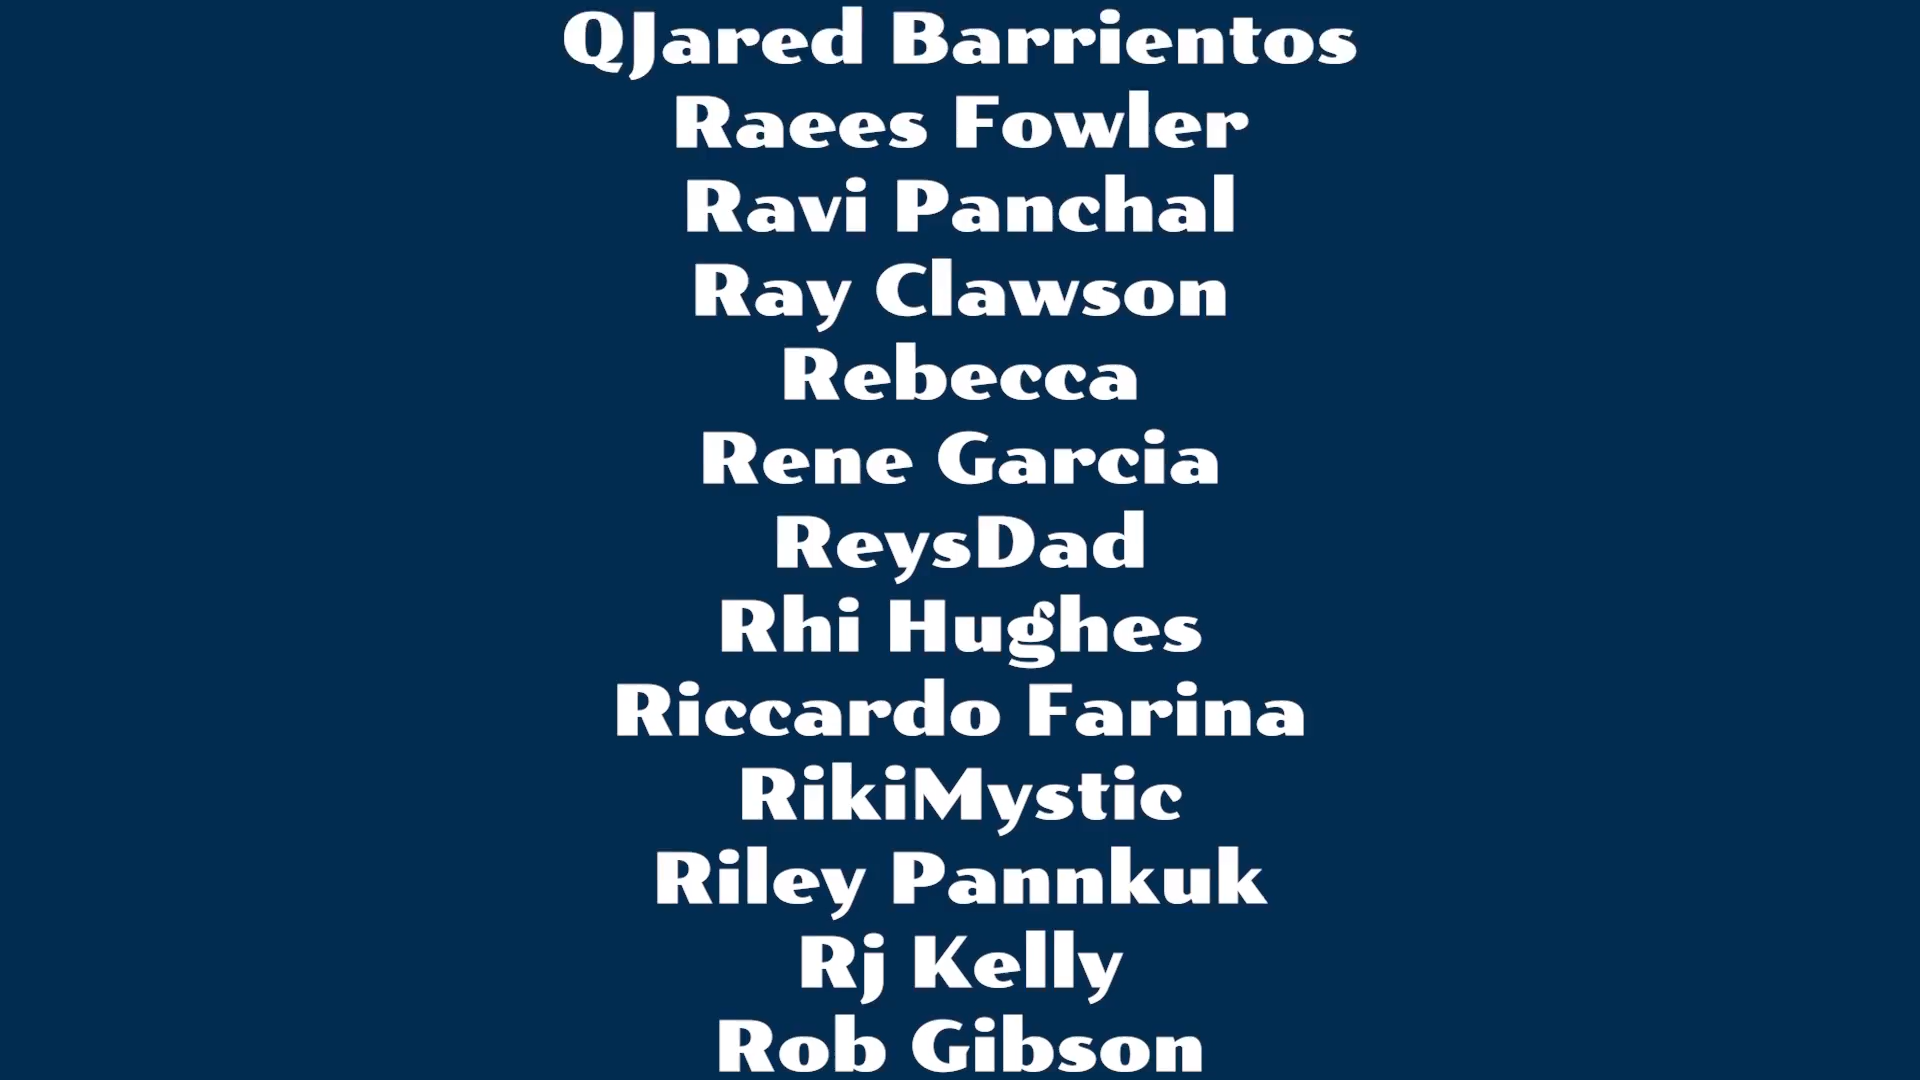 QJared Barrientos
Raees Fowler
Ravi Panchal
Ray Clawson
Rebecca
Rene Garcia
ReysDad
Rhi Hughes
Riccardo Farina
RikiMystic
Riley Pannkuk
Rj Kelly
Rob Gibson